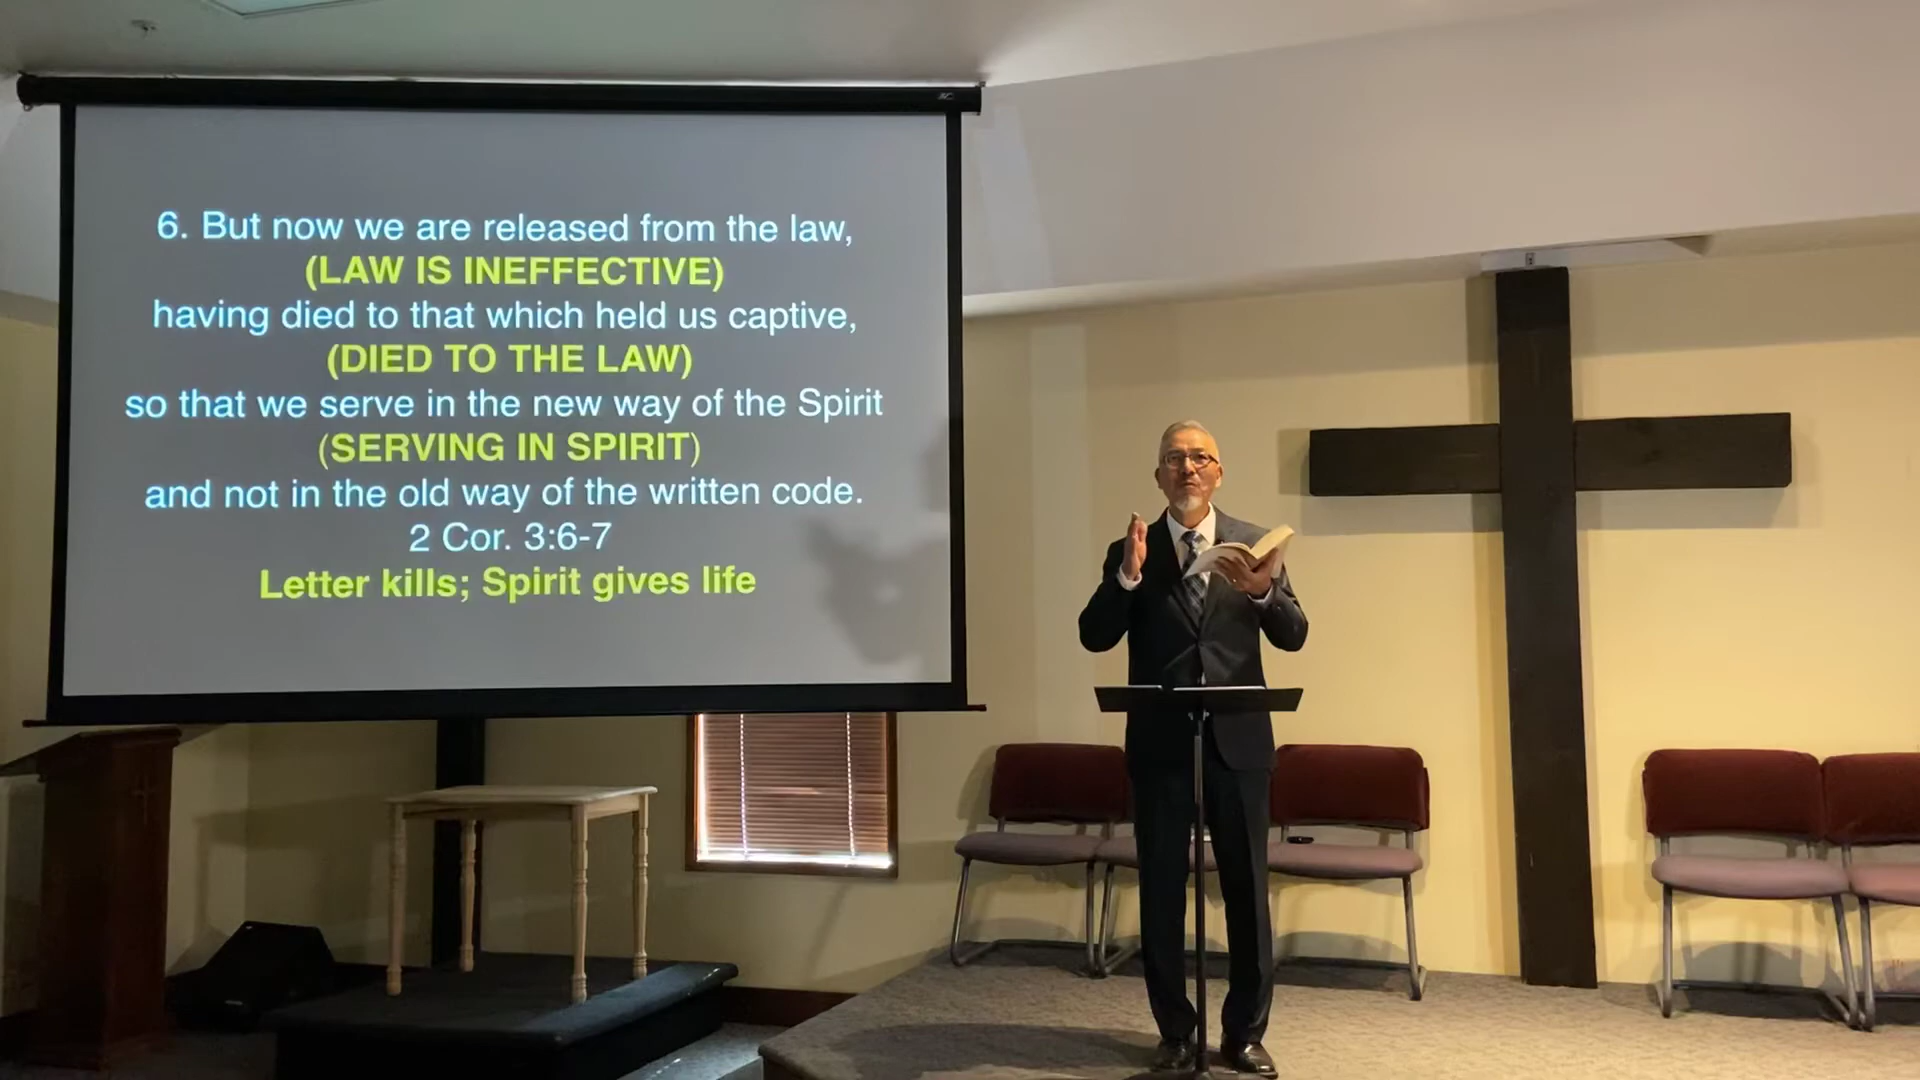 6. But now we are released from the law,
(LAW IS INEFFECTIVE)
having died to that which held us captive,
(DIED TO THE LAW)
so that we serve in the new way of the Spirit
(SERVING IN SPIRIT)
and not in the old way of the written code.
2 Cor. 3:6-7
Letter kills; Spirit gives life